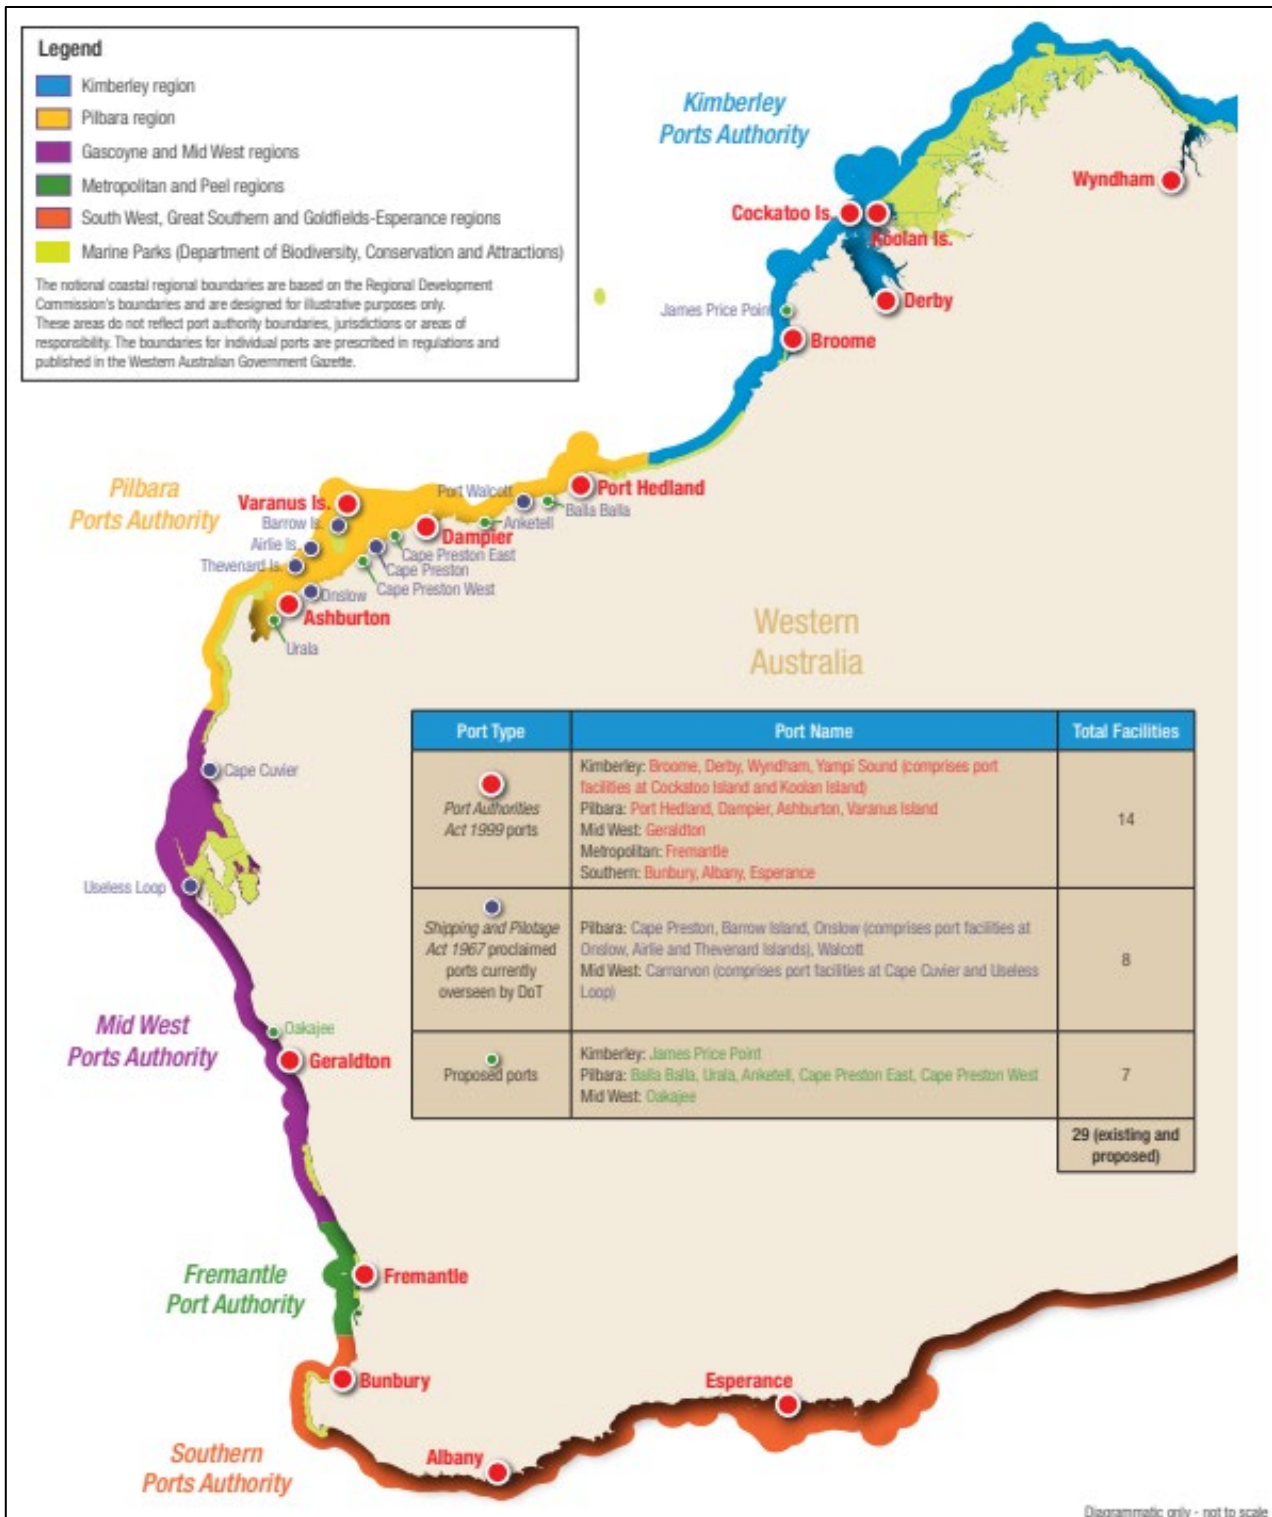 Legend
Kimberley region
Pilbara region
Gascoyne and Mid West regions
Metropolitan and Peel regions
South West, Great Southern and Goldfields-Esperance regions
Marine Parks (Department of Biodiversity, Conservation and Attractions)
The notional coastal regional boundaries are based on the Regional Development
Commission's boundaries and are designed for illustrative purposes only.
These areas do not reflect port authority boundaries, jurisdictions or areas of
responsibility. The boundaries for individual ports are prescribed in regulations and
published in the Western Australian Government Gazette.
Kimberley
Ports Authority
Wyndham
Cockatoo Is.
Koolan Is.
Derby
James Price Point
Broome
Pilbara
Ports Authority
Varanus Is.
Barrow Is.
Airlie Is.
Thevenard Is.
Port Walcott
Port Hedland
Balla Balla
Anketell
Dampier
Cape Preston East
Cape Preston
Cape Preston West
Onslow
Ashburton
Urala
Western
Australia
Cape Cuvier
Useless Loop
Mid West
Ports Authority
Oakajee
Geraldton
Port Type
Port Name
Total Facilities
Port Authorities
Act 1999 ports
Kimberley: Broome, Derby, Wyndham, Yampi Sound (comprises port
facilities at Cockatoo Island and Koolan Island)
Pilbara: Port Hedland, Dampier, Ashburton, Varanus Island
Mid West: Geraldton
Metropolitan: Fremantle
Southern: Bunbury, Albany, Esperance
14
Shipping and Pilotage
Act 1967 proclaimed
ports currently
overseen by DoT
Pilbara: Cape Preston, Barrow Island, Onslow (comprises port facilities at
Onslow, Airlie and Thevenard Islands), Walcott
Mid West: Carnarvon (comprises port facilities at Cape Cuvier and Useless
Loop)
8
Proposed ports
Kimberley: James Price Point
Pilbara: Balla Balla, Urala, Anketell, Cape Preston East, Cape Preston West
Mid West: Oakajee
7
29 (existing and
proposed)
Fremantle
Port Authority
Fremantle
Bunbury
Esperance
Albany
Southern
Ports Authority
Diagrammatic only - not to scale